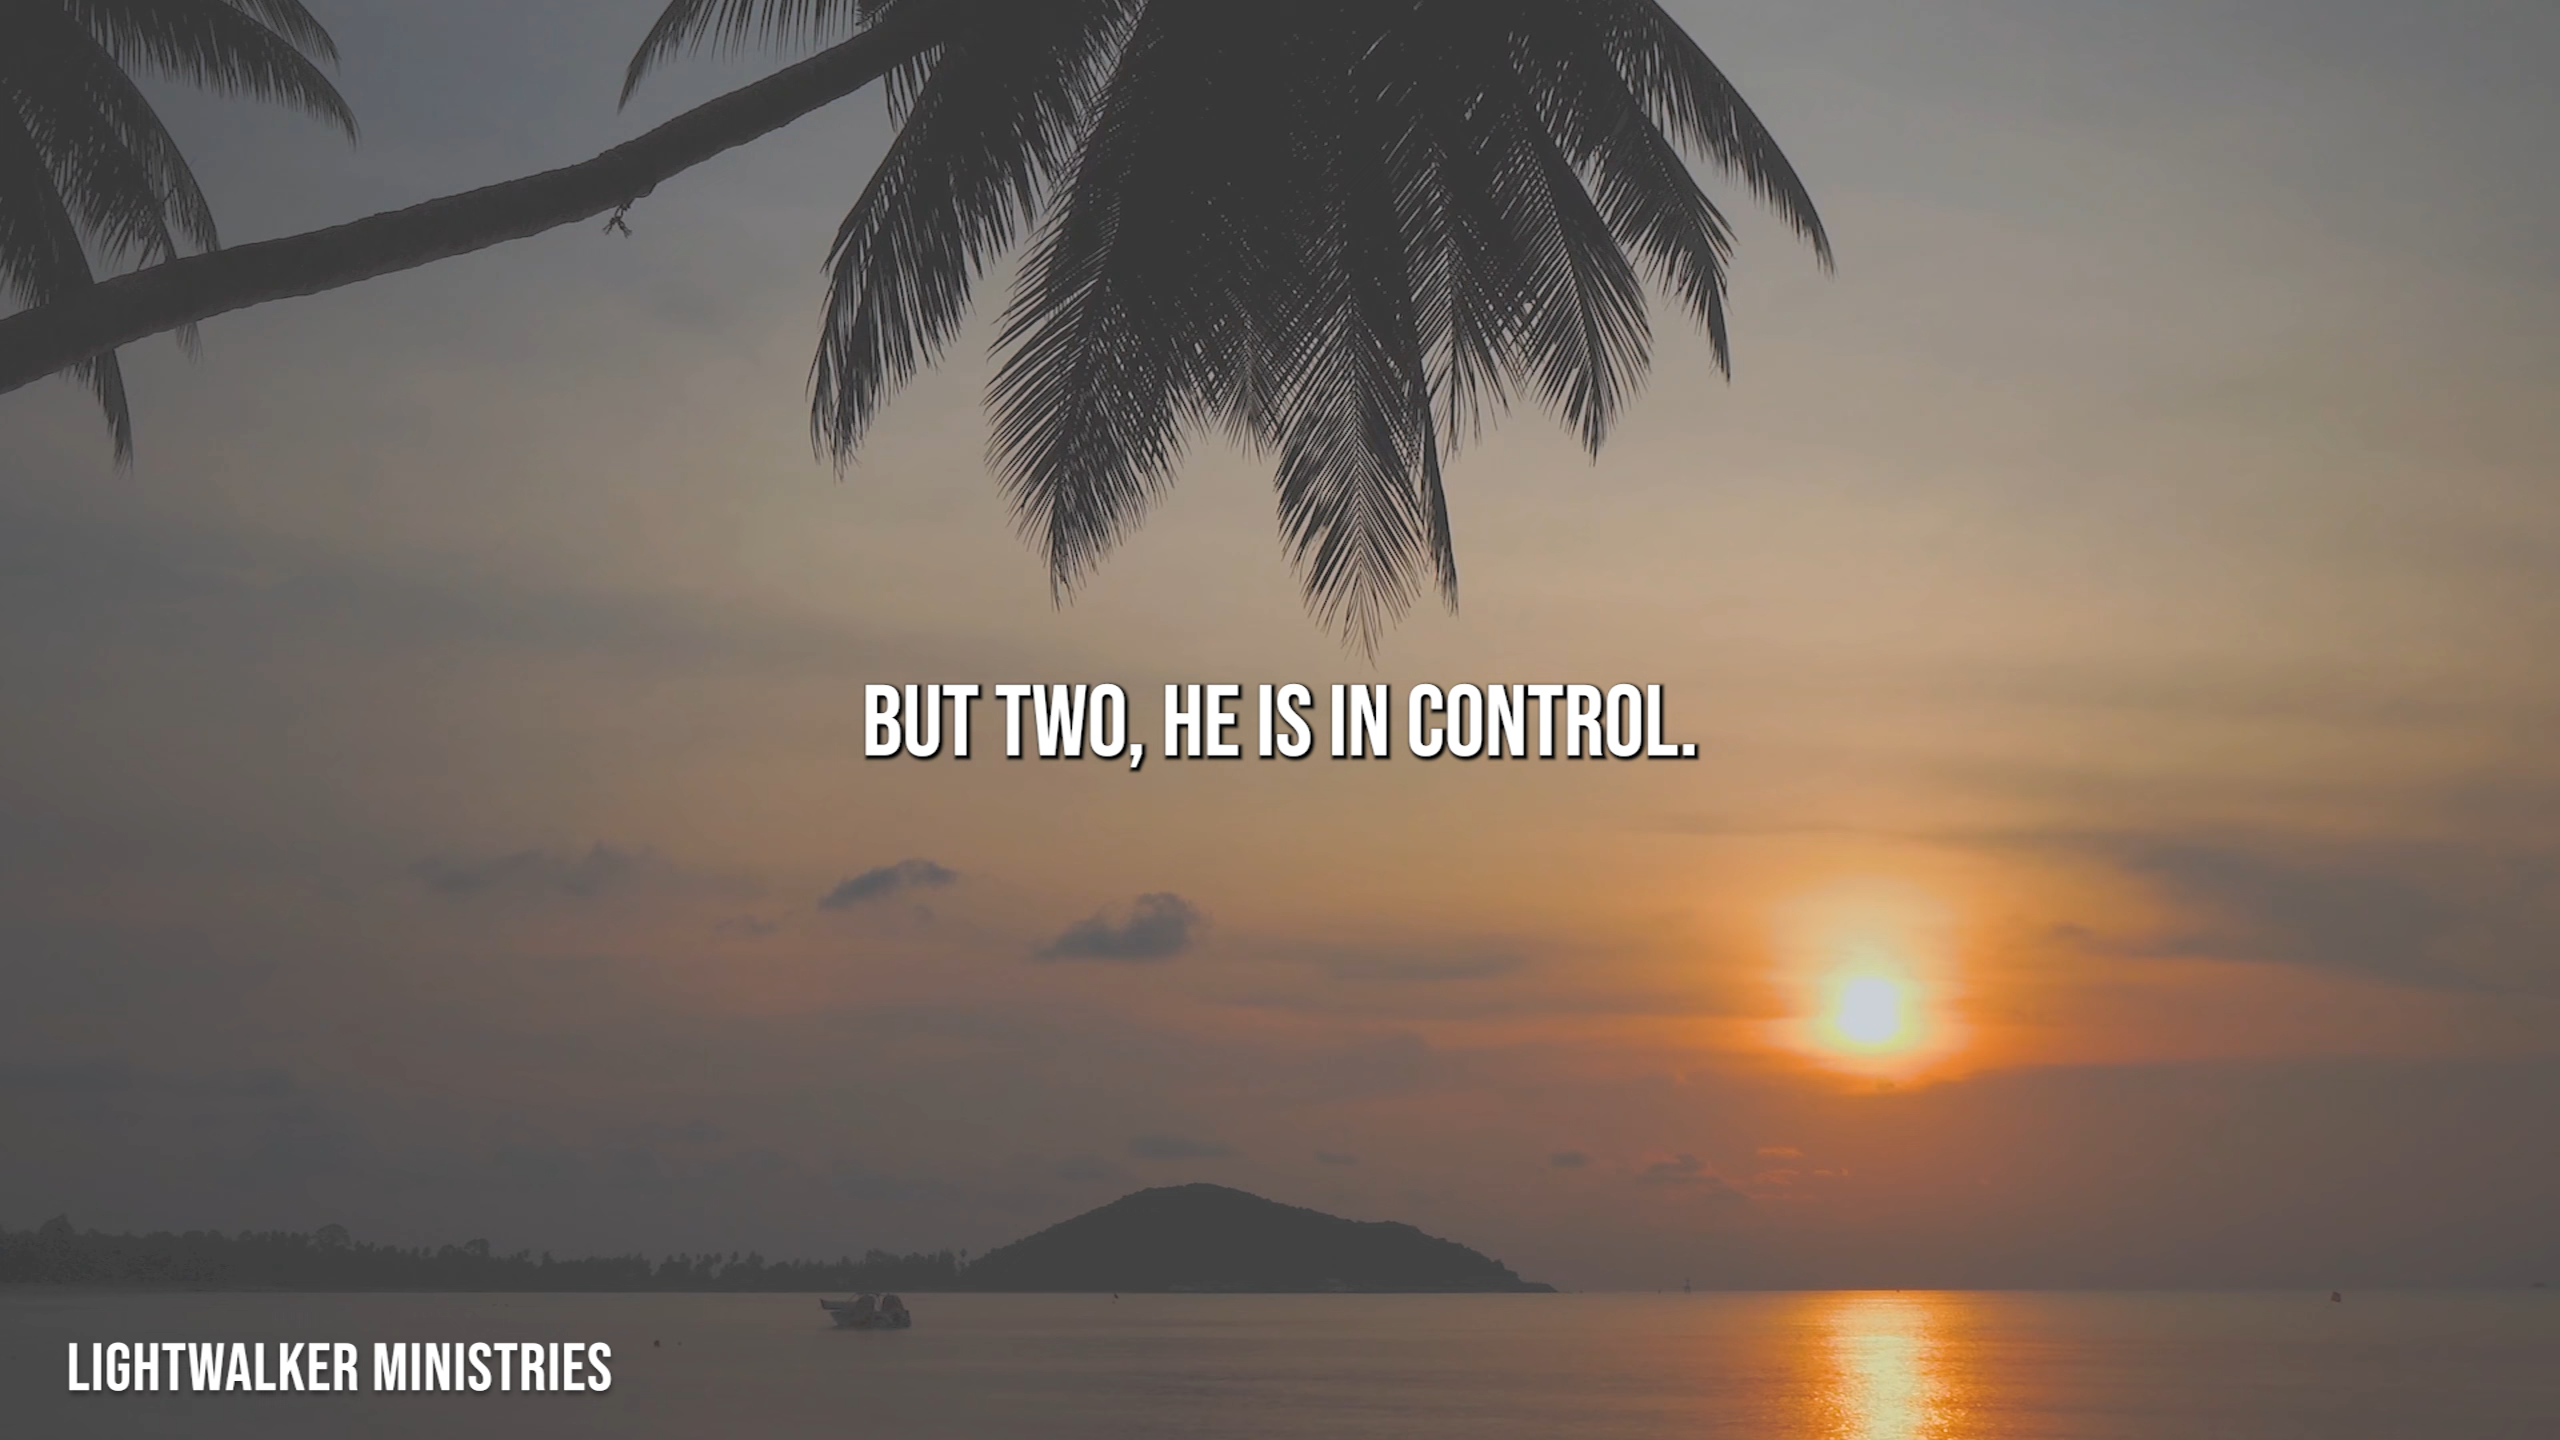 BUT TWO, HE IS IN CONTROL.
LIGHTWALKER MINISTRIES